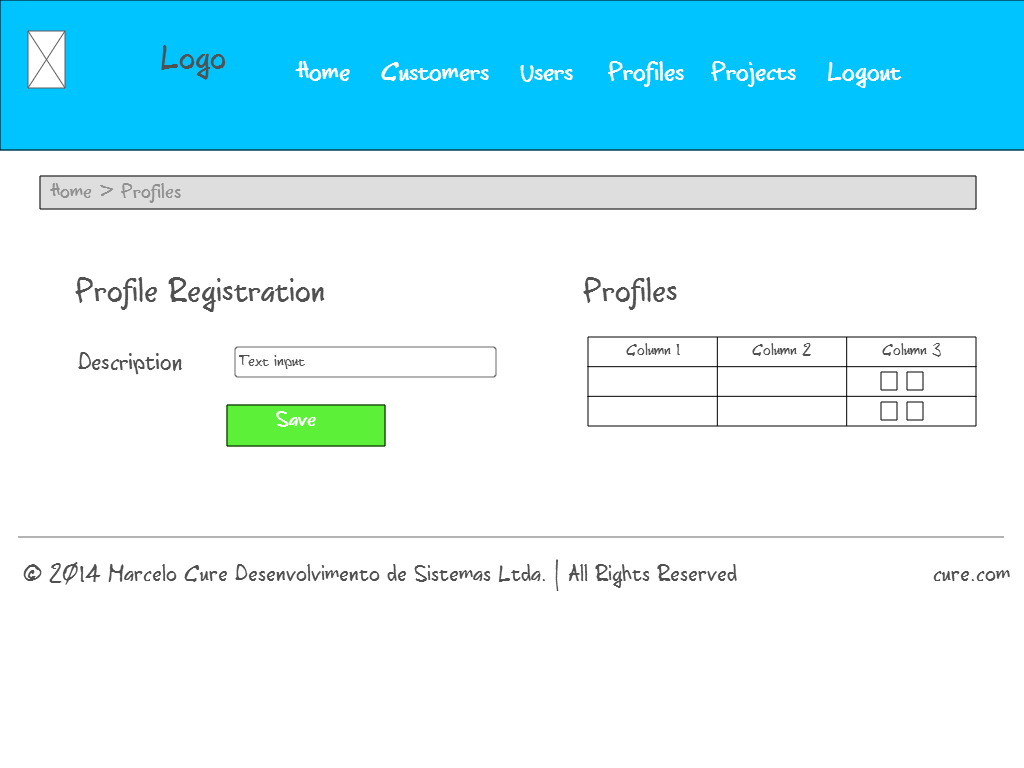 Logo
Home Customers Users Profiles Projects Logout
Home > Profiles
Profile Registration
Description Text input
Save
Profiles
Column 1 Column 2 Column 3
© 2014 Marcelo Cure Desenvolvimento de Sistemas Ltda. | All Rights Reserved
cure.com